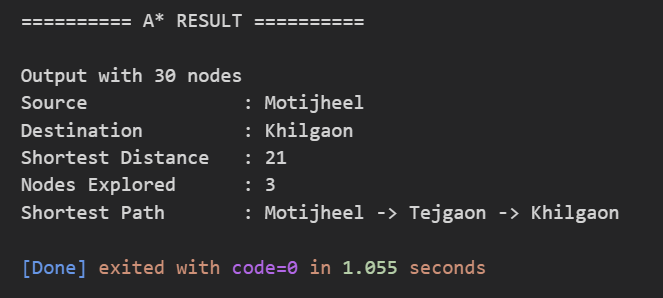 ========== A* RESULT ==========
Output with 30 nodes
Source               : Motijheel
Destination          : Khilgaon
Shortest Distance    : 21
Nodes Explored       : 3
Shortest Path        : Motijheel -> Tejgaon -> Khilgaon
[Done] exited with code=0 in 1.055 seconds